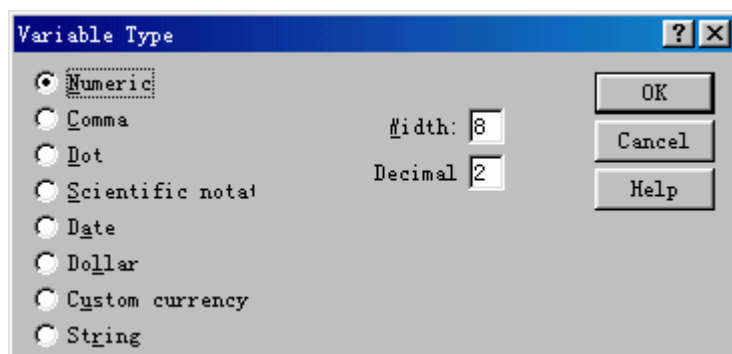 Variable Type
Numeric
Comma
Dot
Scientific notat
Date
Dollar
Custom currency
String
Width: 8
Decimal 2
OK
Cancel
Help